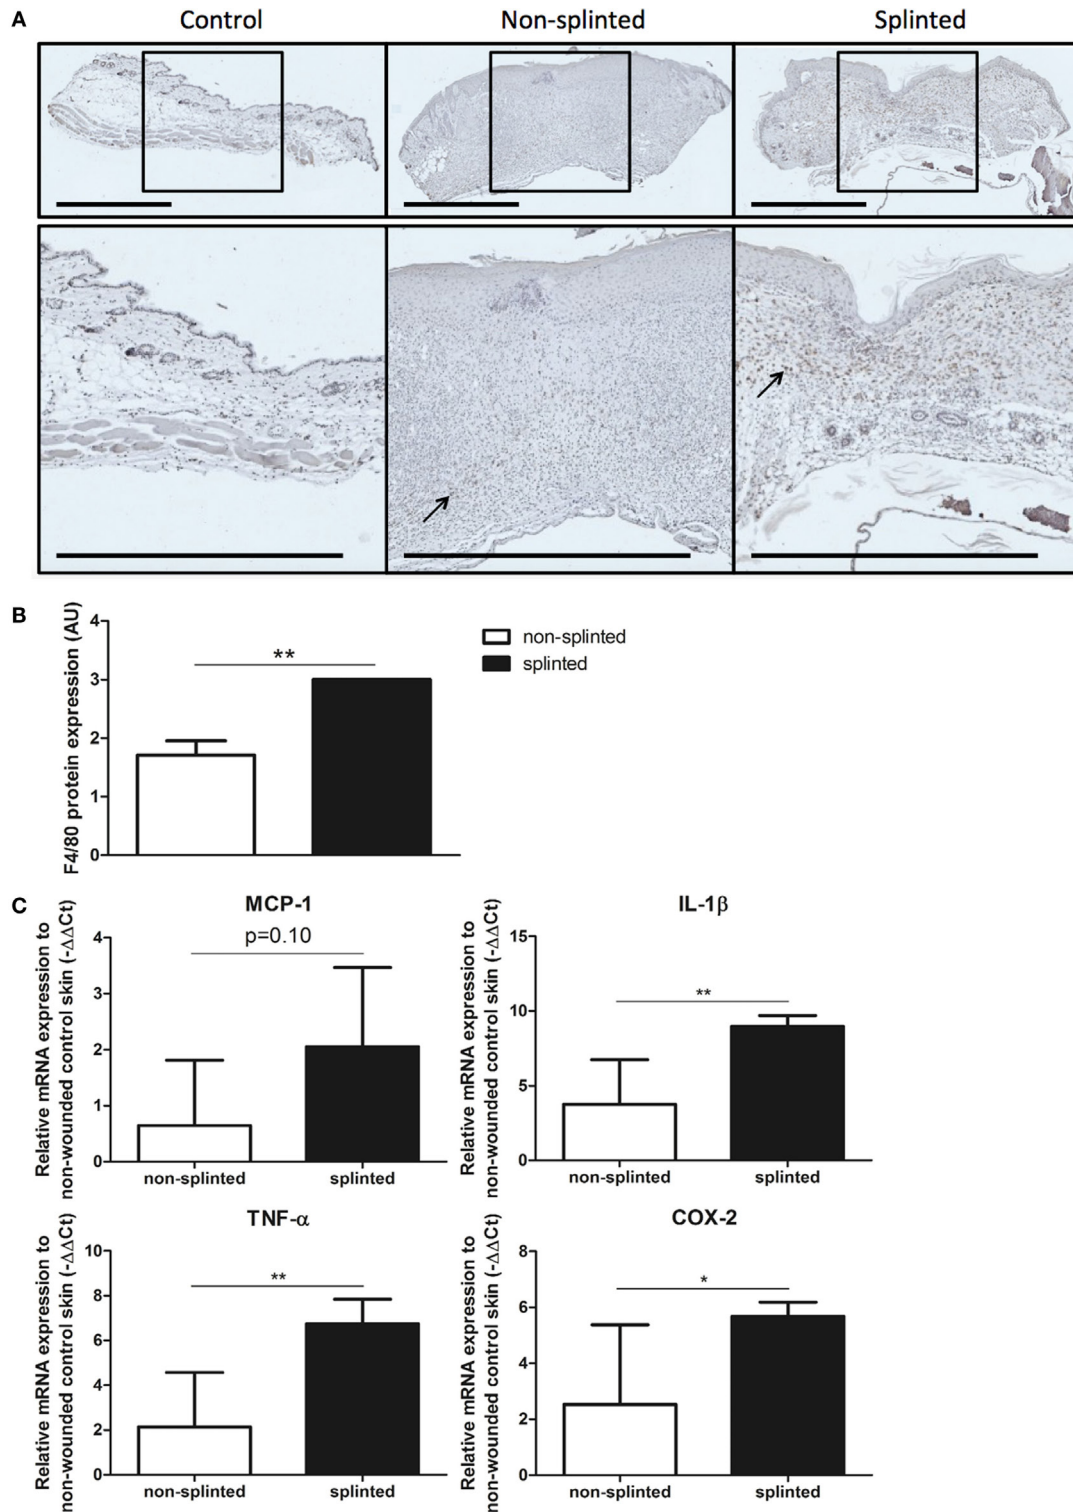 A
Control
Non-splinted
Splinted
B
F4/80 protein expression (AU)
4
3
2
1
0
**
non-splinted
splinted
C
MCP-1
Relative mRNA expression to
non-wounded control skin (-ΔΔCt)
4
3
2
1
0
p=0.10
non-splinted
splinted
IL-1β
Relative mRNA expression to
non-wounded control skin (-ΔΔCt)
15
10
5
0
**
non-splinted
splinted
TNF-α
Relative mRNA expression to
non-wounded control skin (-ΔΔCt)
10
8
6
4
2
0
**
non-splinted
splinted
COX-2
Relative mRNA expression to
non-wounded control skin (-ΔΔCt)
8
6
4
2
0
*
non-splinted
splinted